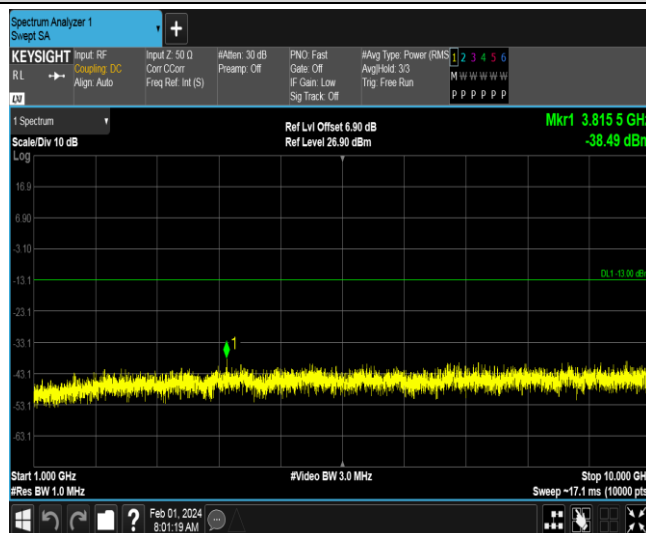 Spectrum Analyzer 1
Swept SA
+
KEYSIGHT
RL
LXI
Input: RF
Coupling: DC
Align: Auto
Input Z: 50 Ω
Corr CCorr
Freq Ref: Int (S)
#Atten: 30 dB
Preamp: Off
PNO: Fast
Gate: Off
IF Gain: Low
Sig Track: Off
#Avg Type: Power (RMS
Avg|Hold: 3/3
Trig: Free Run
1 2 3 4 5 6
M W W W W W
P P P P P P
1 Spectrum
Scale/Div 10 dB
Log
Ref Lvl Offset 6.90 dB
Ref Level 26.90 dBm
Mkr1 3.815 5 GHz
-38.49 dBm
16.9
6.90
-3.10
-13.1
DL1 -13.00 dBm
-23.1
-33.1
1
-43.1
-53.1
-63.1
Start 1.000 GHz
#Res BW 1.0 MHz
#Video BW 3.0 MHz
Stop 10.000 GHz
Sweep ~17.1 ms (10000 pts
?
Feb 01, 2024
8:01:19 AM